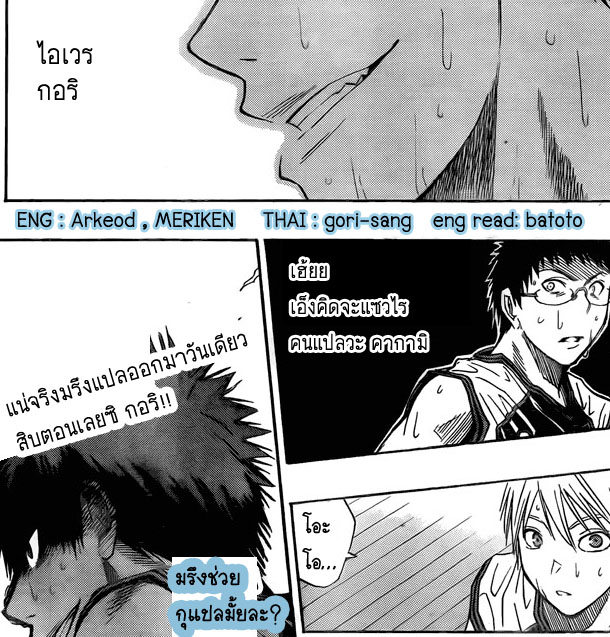 ไอเวร
กอริ
ENG : Arkeod , MERIKEN THAI : gori-sang eng read: batoto
เฮ้ยย
เอ็งคิดจะแซวไร
คนแปลวะ คากามิ
แน่จริงมรึงแปลออกมาวันเดียว
สิบตอนเลยซิ กอริ!!
โอะ
โอ...
มรึงช่วย
กุแปลมั้ยละ?